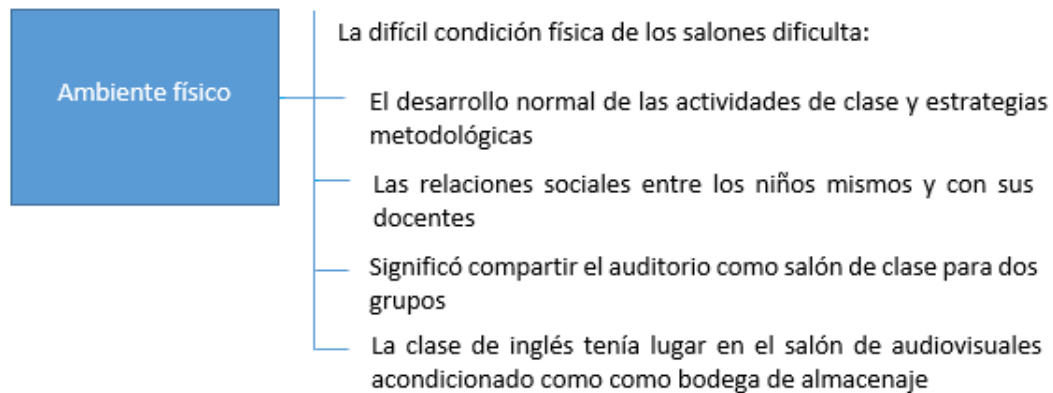 Ambiente físico
La difícil condición física de los salones dificulta:
El desarrollo normal de las actividades de clase y estrategias
metodológicas
Las relaciones sociales entre los niños mismos y con sus
docentes
Significó compartir el auditorio como salón de clase para dos
grupos
La clase de inglés tenía lugar en el salón de audiovisuales
acondicionado como como bodega de almacenaje